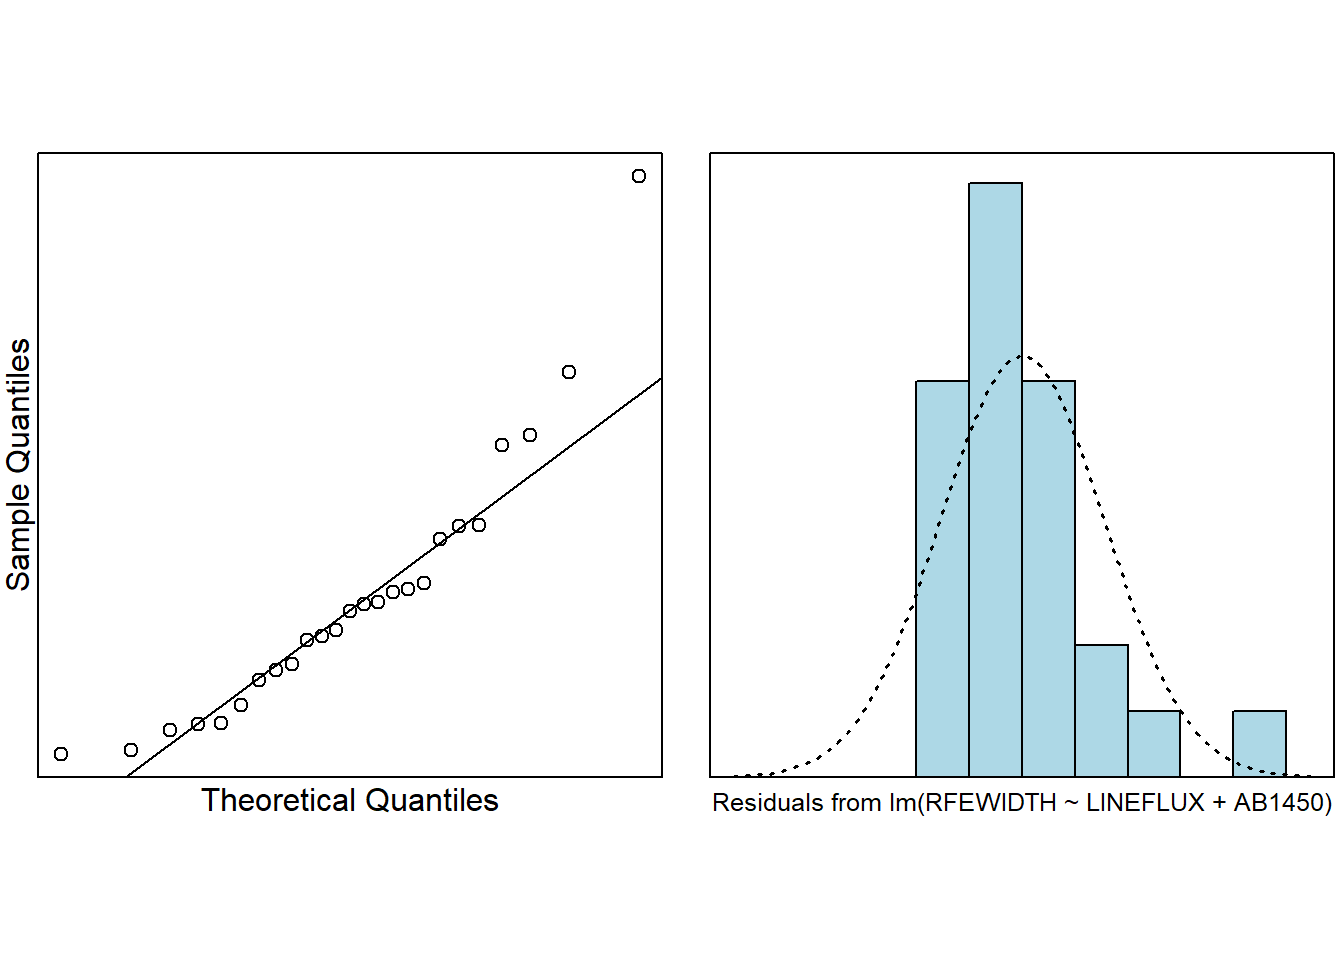 Sample Quantiles
Theoretical Quantiles
Residuals from lm(RFEWIDTH ~ LINEFLUX + AB1450)